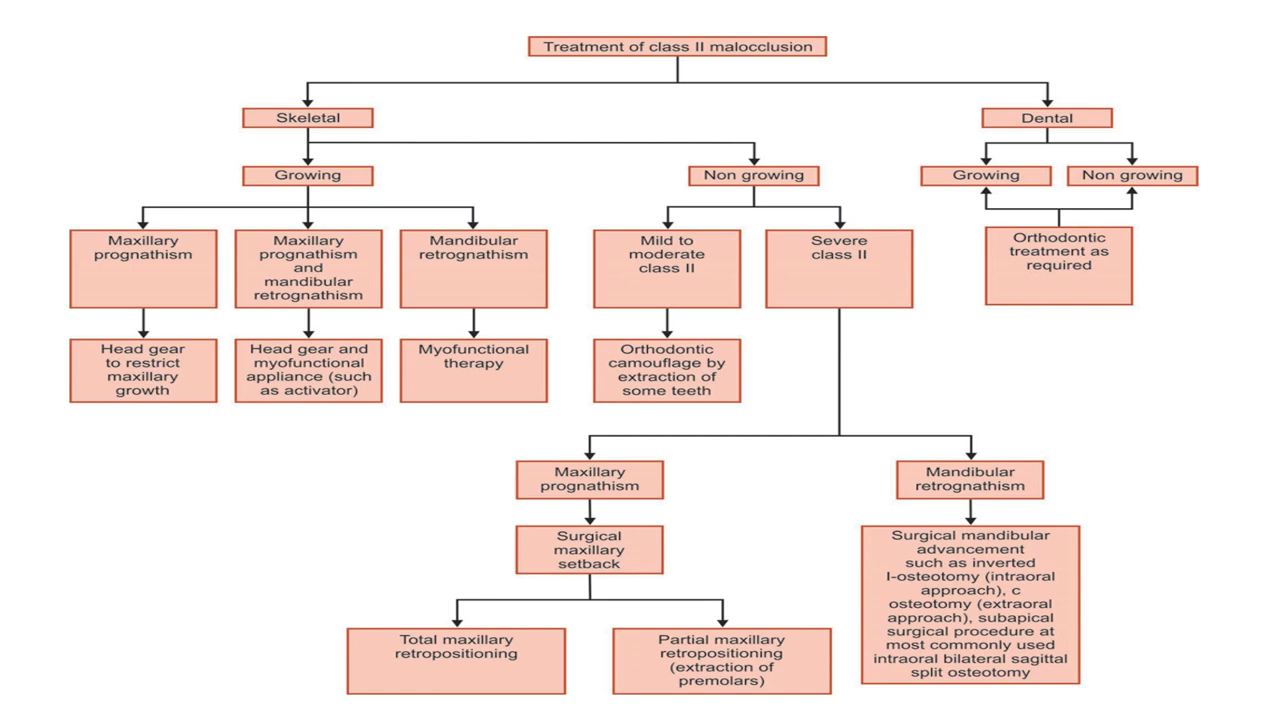 Treatment of class II malocclusion
Skeletal
Dental
Growing
Non growing
Growing
Non growing
Maxillary
prognathism
Maxillary
prognathism
and
mandibular
retrognathism
Mandibular
retrognathism
Mild to
moderate
class II
Severe
class II
Orthodontic
treatment as
required
Head gear
to restrict
maxillary
growth
Head gear and
myofunctional
appliance (such
as activator)
Myofunctional
therapy
Orthodontic
camouflage by
extraction of
some teeth
Maxillary
prognathism
Mandibular
retrognathism
Surgical
maxillary
setback
Surgical mandibular
advancement
such as inverted
I-osteotomy (intraoral
approach), c
osteotomy (extraoral
approach), subapical
surgical procedure at
most commonly used
intraoral bilateral sagittal
split osteotomy
Total maxillary
retropositioning
Partial maxillary
retropositioning
(extraction of
premolars)